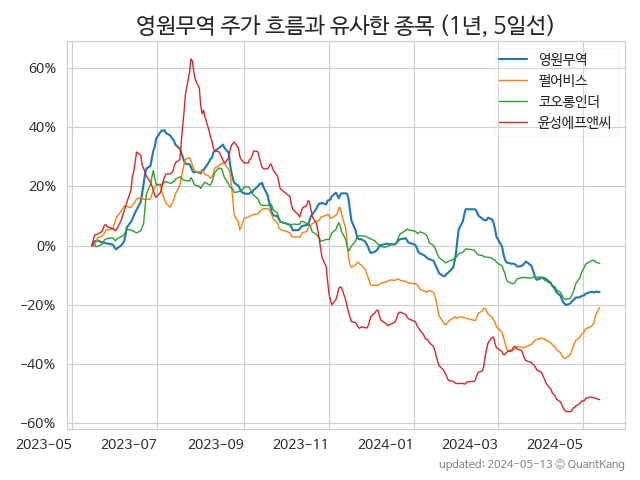 영원무역 주가 흐름과 유사한 종목 (1년, 5일선)
영원무역
펄어비스
코오롱인더
윤성에프앤씨
60%
40%
20%
0%
−20%
−40%
−60%
2023-05 2023-07 2023-09 2023-11 2024-01 2024-03 2024-05
updated: 2024-05-13 © QuantKang